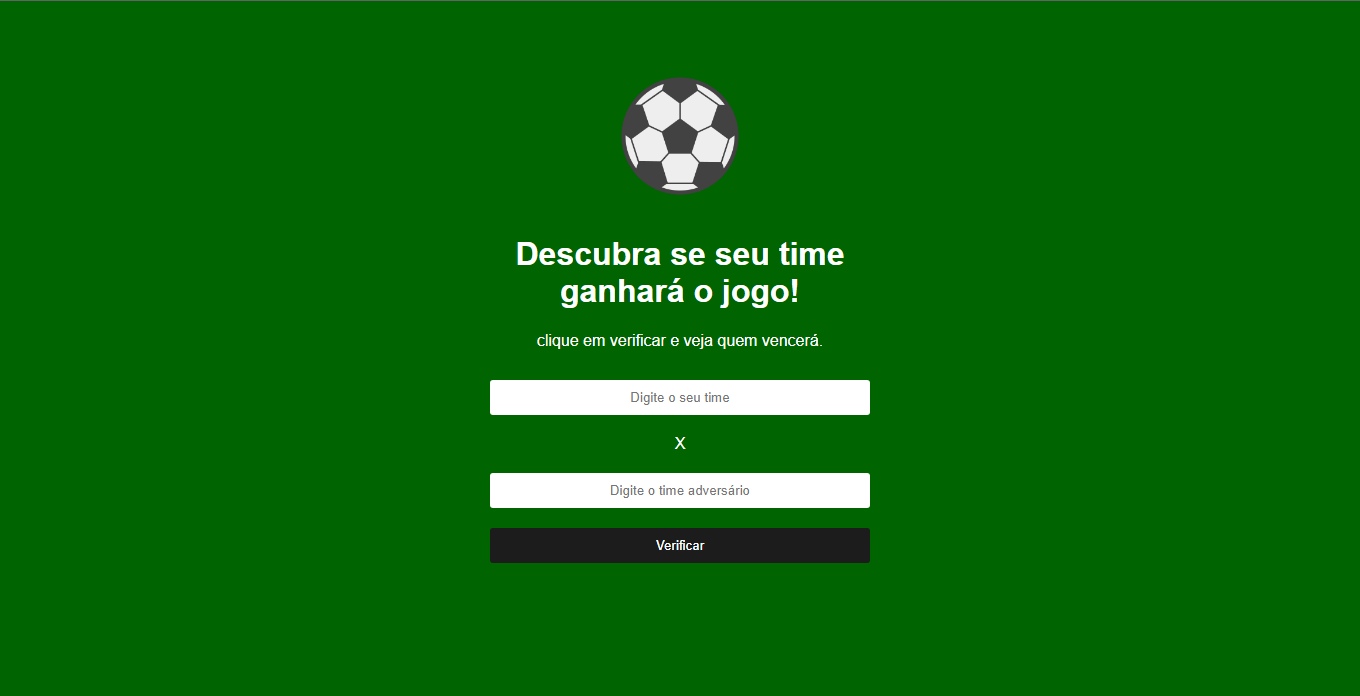 Descubra se seu time
ganhará o jogo!
clique em verificar e veja quem vencerá.
Digite o seu time
X
Digite o time adversário
Verificar